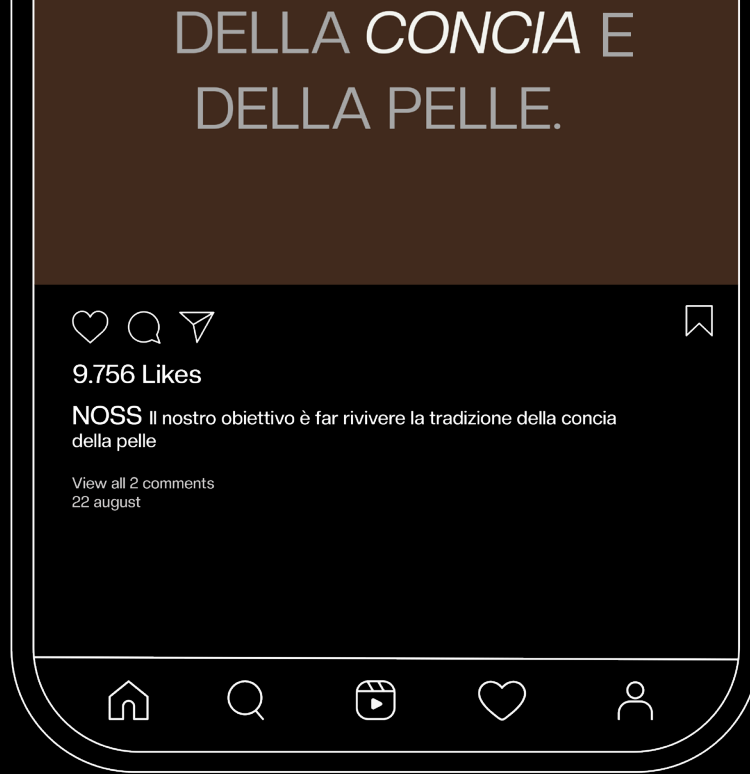 DELLA CONCIA E
DELLA PELLE.
9.756 Likes
NOSS Il nostro obiettivo è far rivivere la tradizione della concia
della pelle
View all 2 comments
22 august